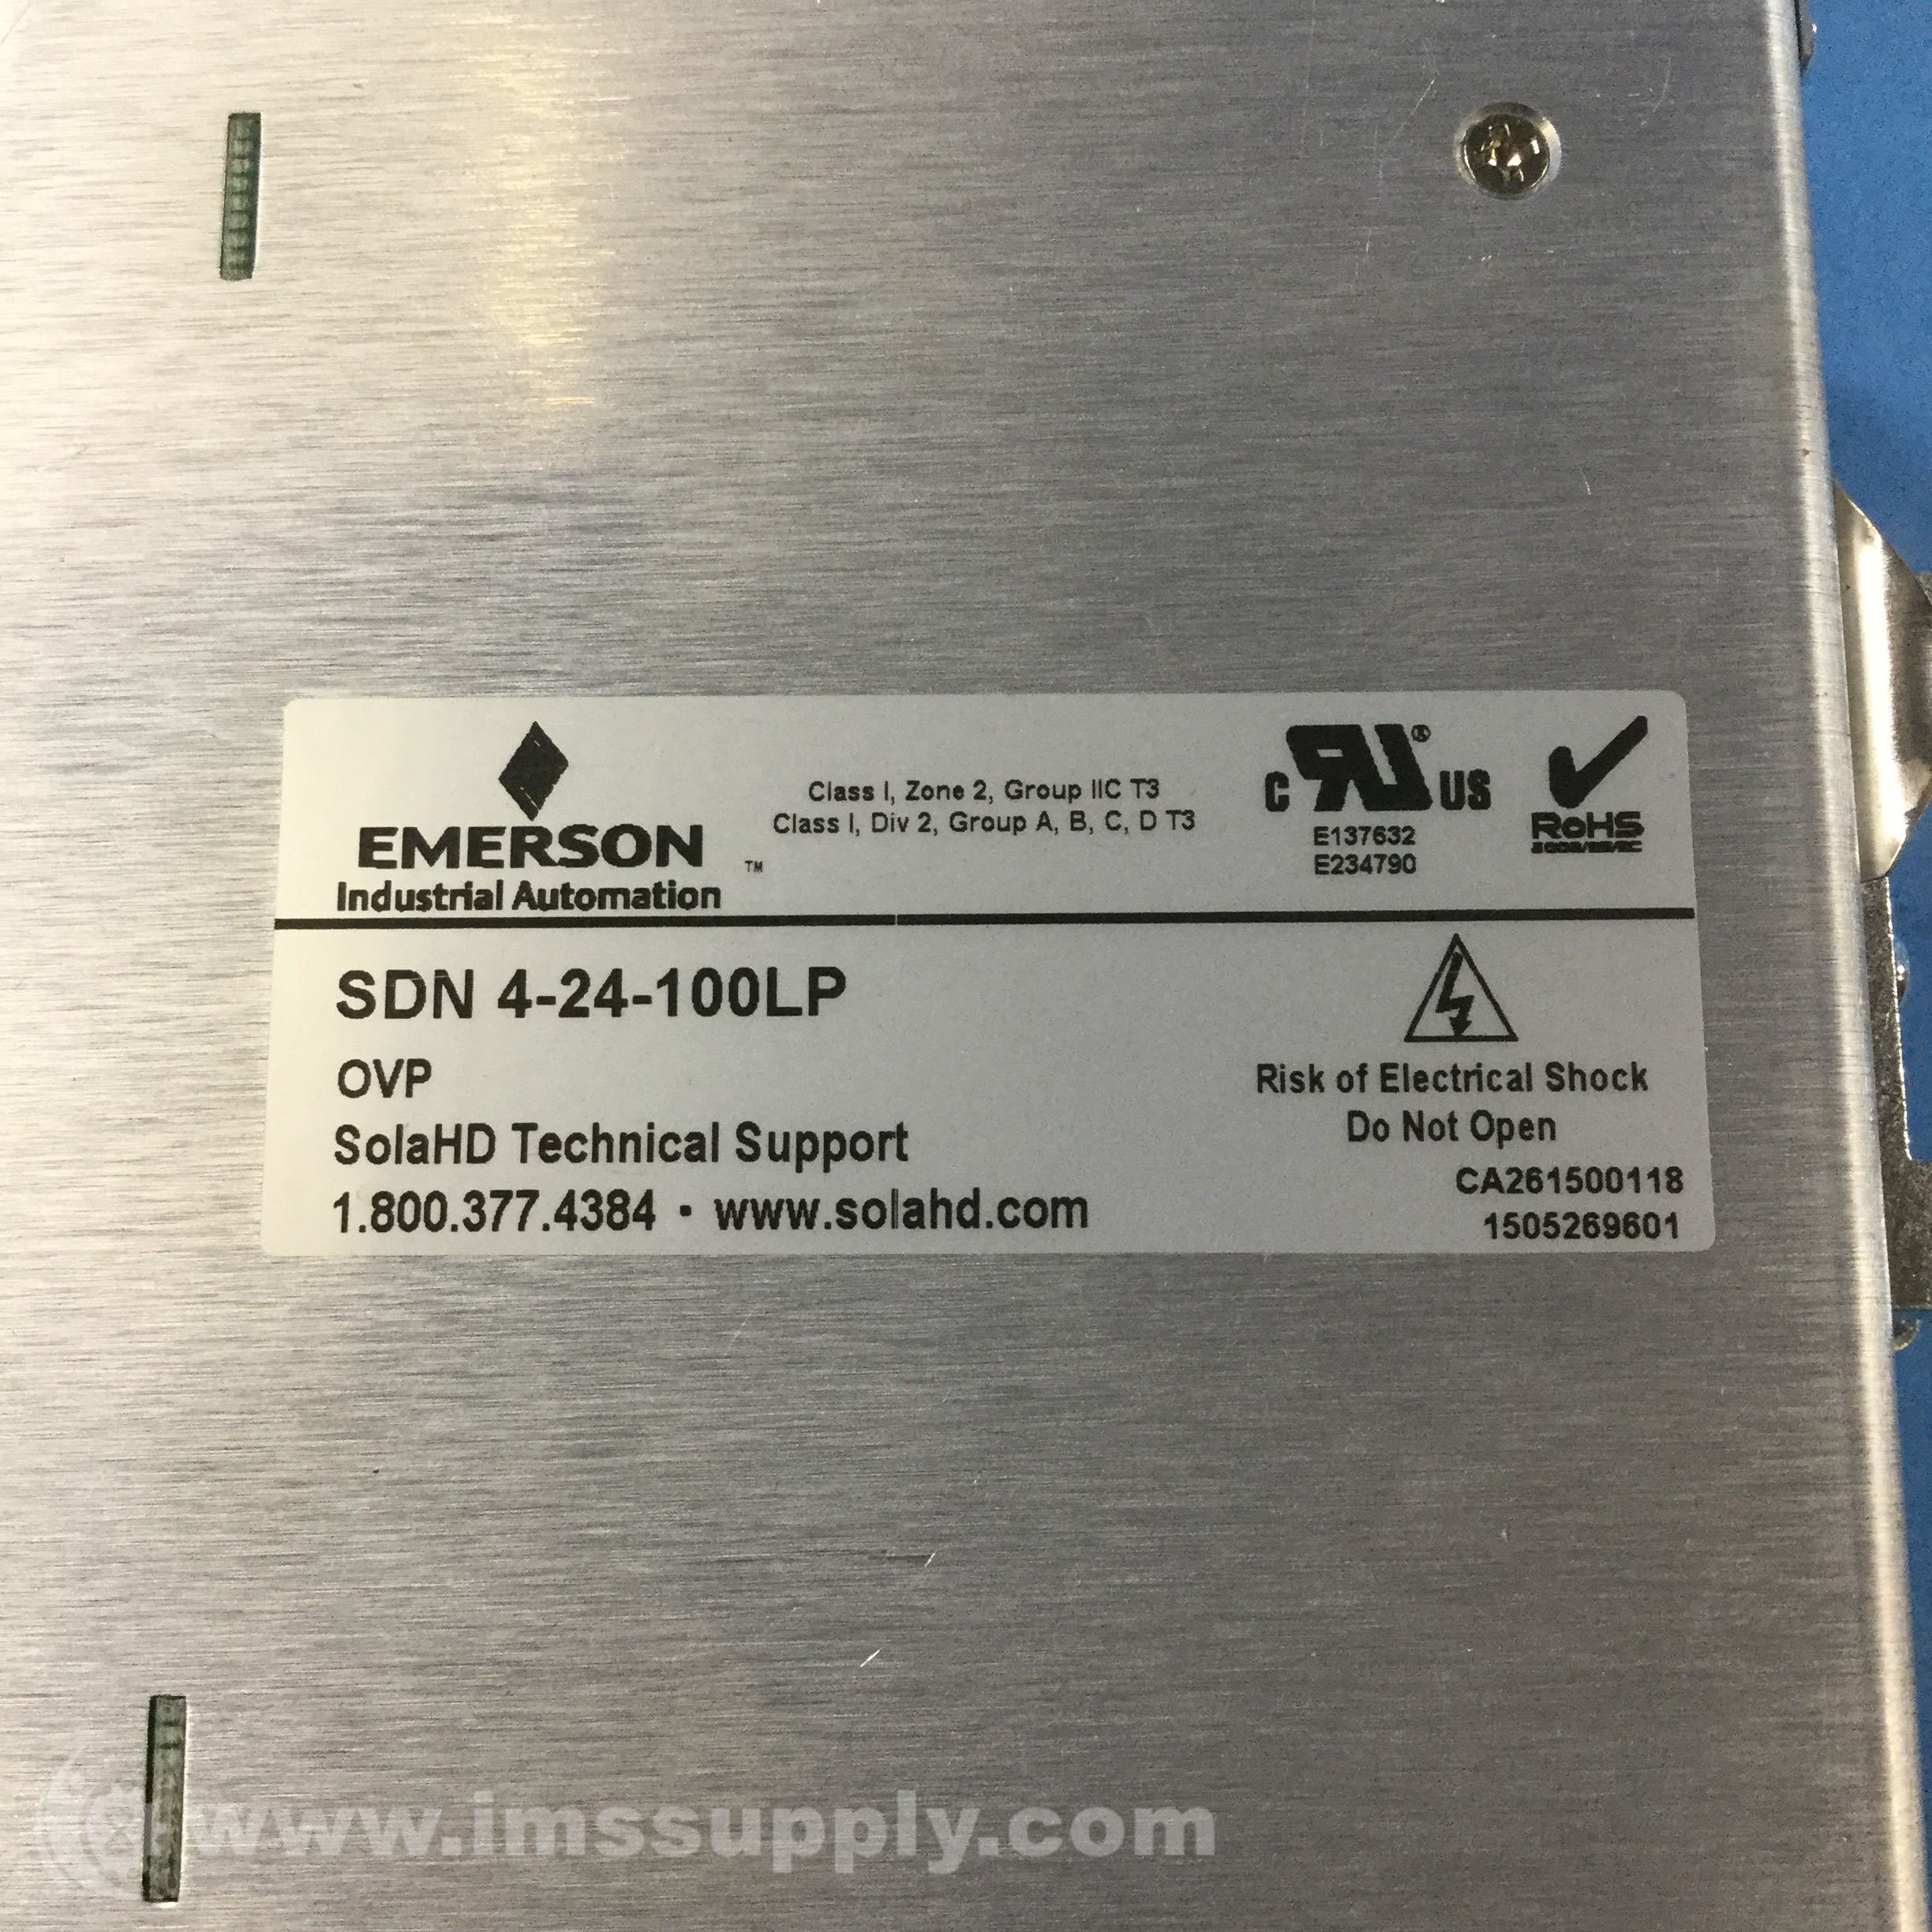 EMERSON™
Industrial Automation
Class I, Zone 2, Group IIC T3
Class I, Div 2, Group A, B, C, D T3
C RU® US
E137632
E234790
RoHS
SDN 4-24-100LP
OVP
SolaHD Technical Support
1.800.377.4384 • www.solahd.com
Risk of Electrical Shock
Do Not Open
CA261500118
1505269601
www.imssupply.com